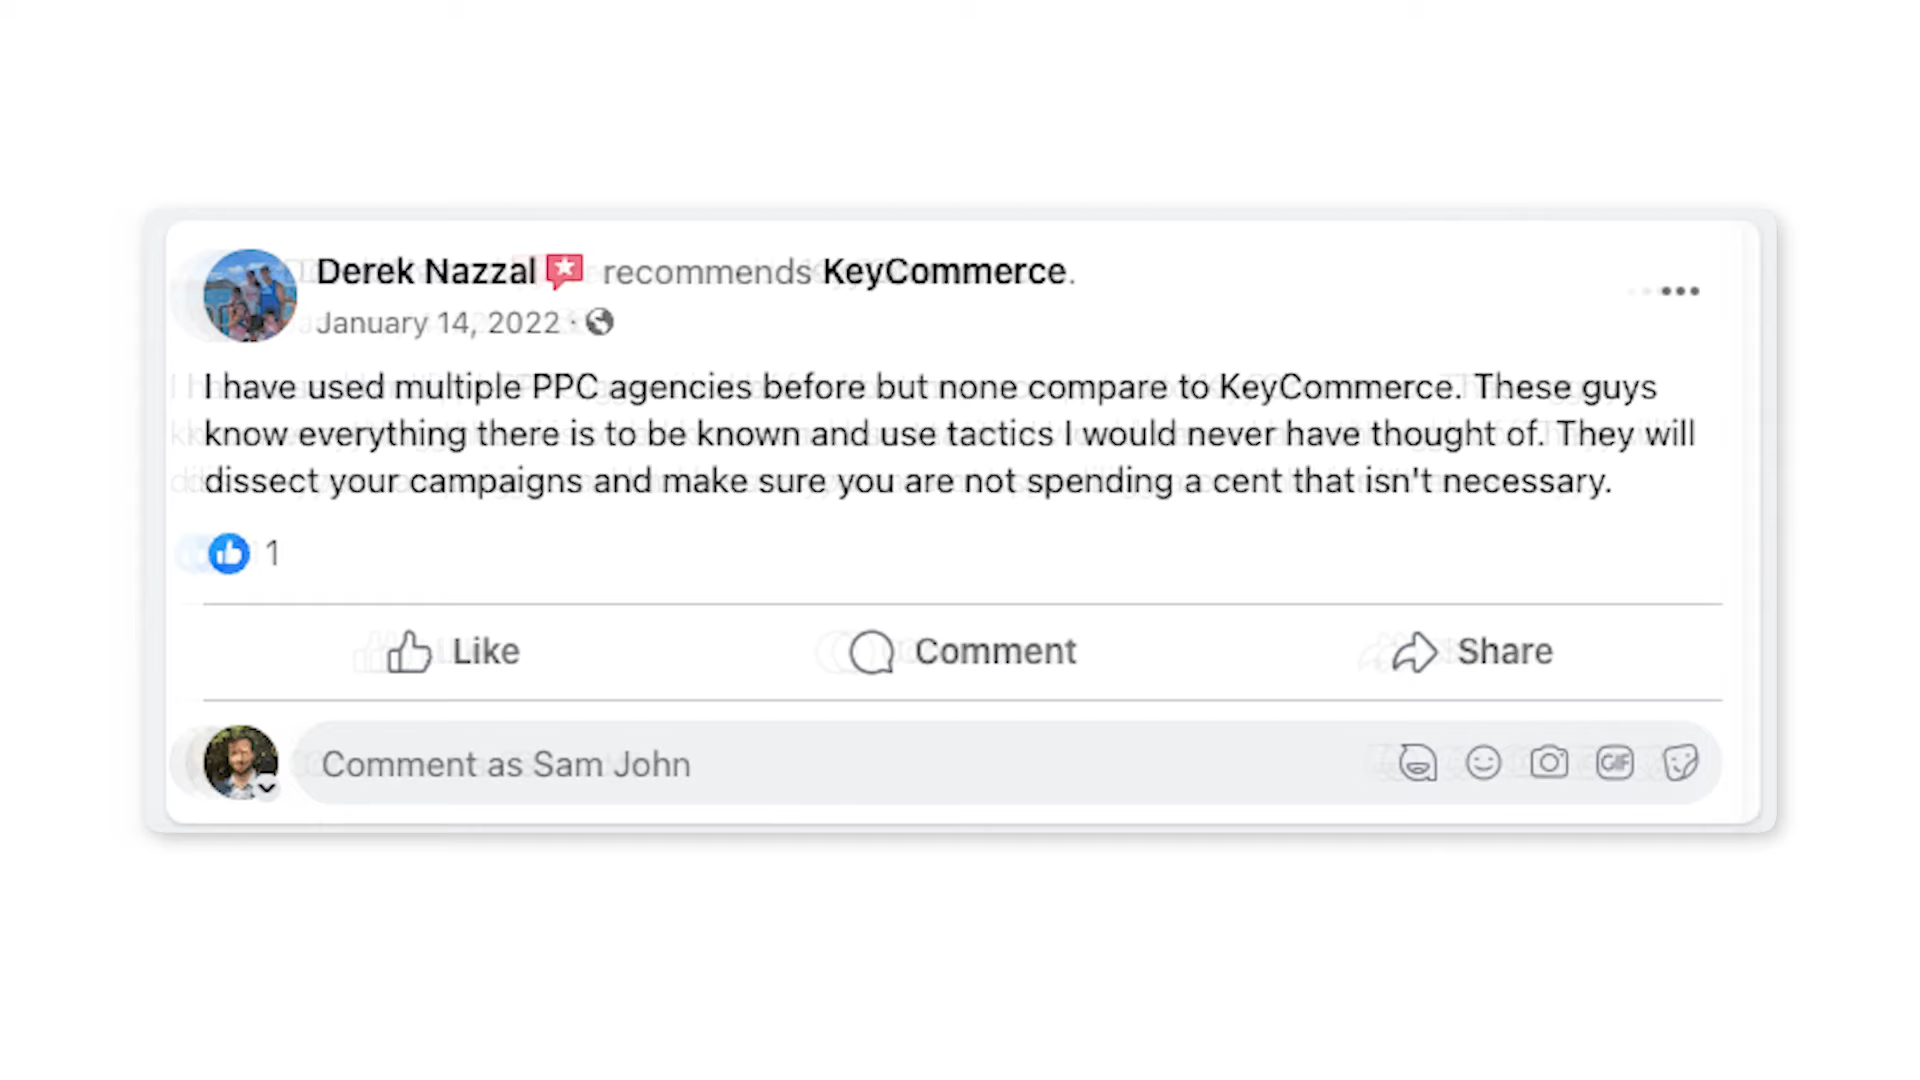 Derek Nazzal recommends KeyCommerce.
January 14, 2022 ·
I have used multiple PPC agencies before but none compare to KeyCommerce. These guys
know everything there is to be known and use tactics I would never have thought of. They will
dissect your campaigns and make sure you are not spending a cent that isn't necessary.
1
Like Comment Share
Comment as Sam John GIF